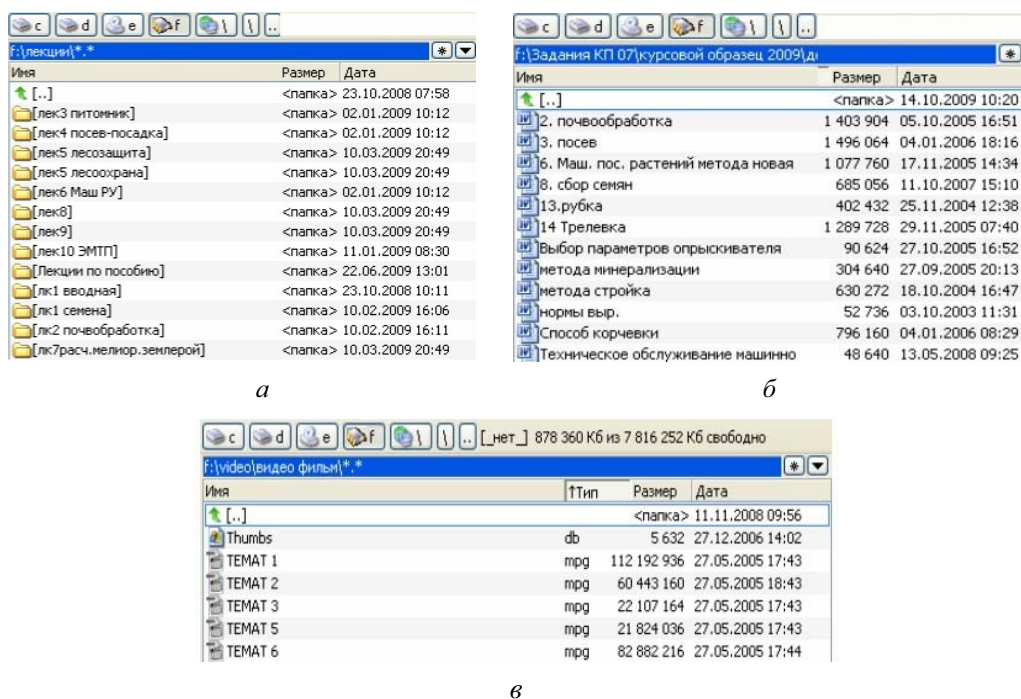 c d e f \ \ ..
f:\лекции\*.* *
Имя Размер Дата
[..] <папка> 23.10.2008 07:58
[лек3 питомник] <папка> 02.01.2009 10:12
[лек4 посев-посадка] <папка> 02.01.2009 10:12
[лек5 лесозащита] <папка> 10.03.2009 20:49
[лек5 лесоохрана] <папка> 10.03.2009 20:49
[лек6 Маш РУ] <папка> 02.01.2009 10:12
[лек8] <папка> 10.03.2009 20:49
[лек9] <папка> 10.03.2009 20:49
[лек10 ЭМТП] <папка> 11.01.2009 08:30
[Лекции по пособию] <папка> 22.06.2009 13:01
[лк1 вводная] <папка> 23.10.2008 10:11
[лк1 семена] <папка> 10.02.2009 16:06
[лк2 почвобработка] <папка> 10.02.2009 16:11
[лк7расч.мелиор.землерой] <папка> 10.03.2009 20:49
а
c d e f \ \ ..
f:\Задания КП 07\курсовой образец 2009\ *
Имя Размер Дата
[..] <папка> 14.10.2009 10:20
2. почвообработка 1 403 904 05.10.2005 16:51
3. посев 1 496 064 04.01.2006 18:16
6. Маш. пос. растений метода новая 1 077 760 17.11.2005 14:34
8. сбор семян 685 056 11.10.2007 15:10
13.рубка 402 432 25.11.2004 12:38
14 Трелевка 1 289 728 29.11.2005 07:40
Выбор параметров опрыскивателя 90 624 27.10.2005 16:52
метода минерализации 304 640 27.09.2005 20:13
метода стройка 630 272 18.10.2004 16:47
нормы выр. 52 736 03.10.2003 11:31
Способ корчевки 796 160 04.01.2006 08:29
Техническое обслуживание машинно 48 640 13.05.2008 09:25
б
c d e f \ \ .. [_нет_] 878 360 Кб из 7 816 252 Кб свободно
f:\video\видео фильм\*.* *
Имя ↑Тип Размер Дата
[..] <папка> 11.11.2008 09:56
Thumbs db 5 632 27.12.2006 14:02
TEMAT 1 mpg 112 192 936 27.05.2005 17:43
TEMAT 2 mpg 60 443 160 27.05.2005 18:43
TEMAT 3 mpg 22 107 164 27.05.2005 17:43
TEMAT 5 mpg 21 824 036 27.05.2005 17:43
TEMAT 6 mpg 82 882 216 27.05.2005 17:44
в